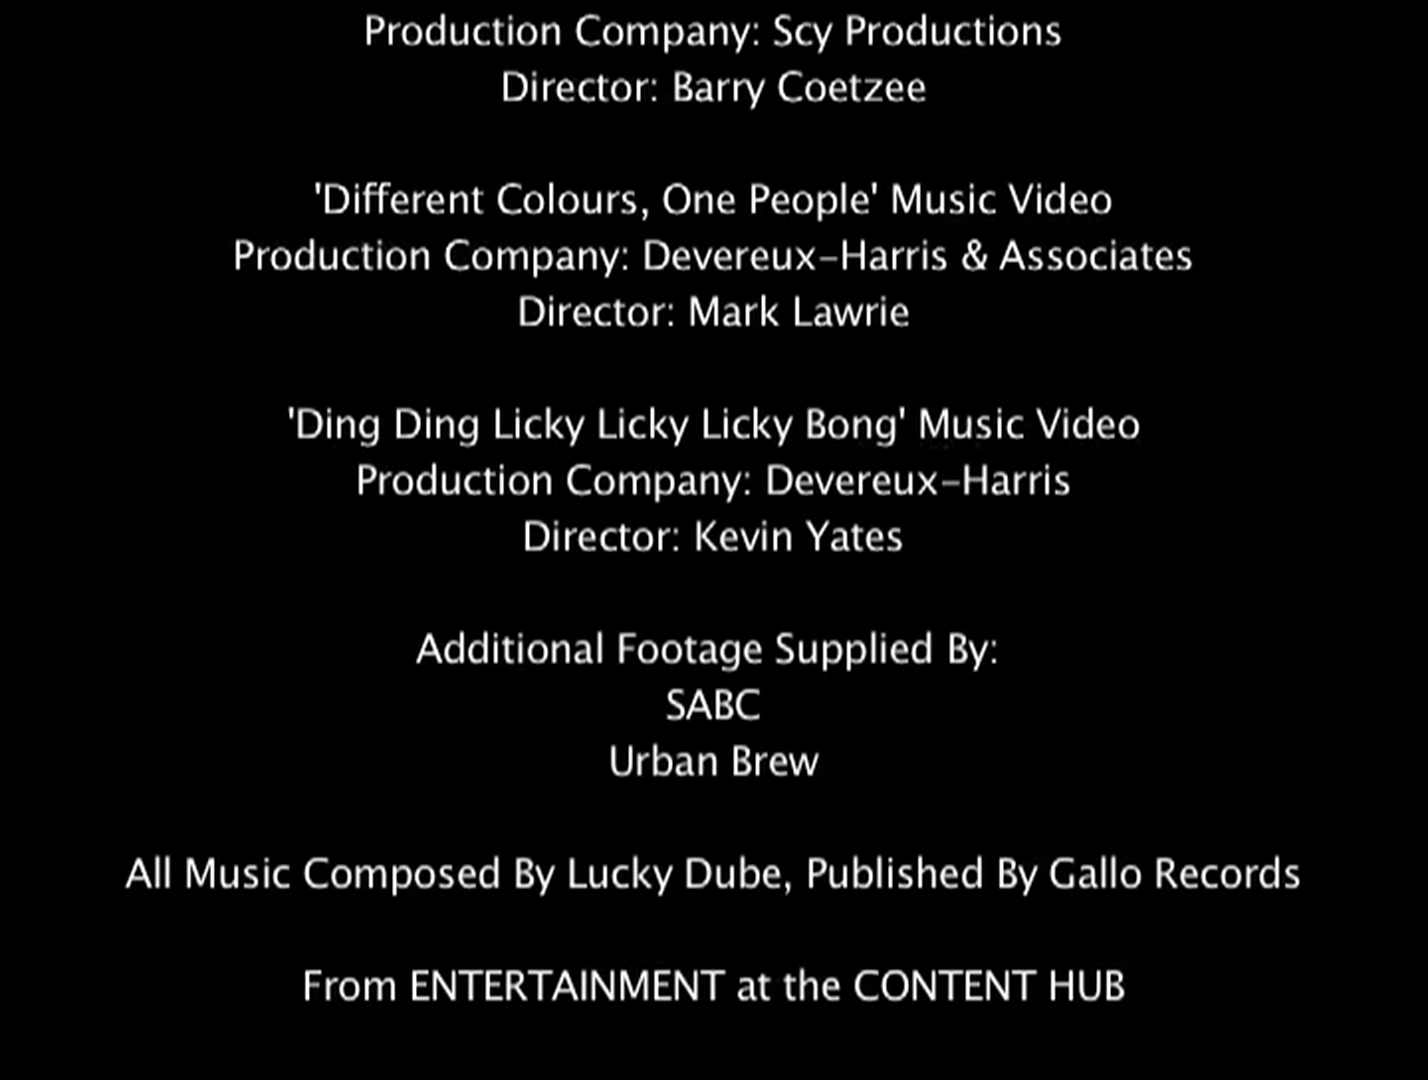 Production Company: Scy Productions
Director: Barry Coetzee
'Different Colours, One People' Music Video
Production Company: Devereux-Harris & Associates
Director: Mark Lawrie
'Ding Ding Licky Licky Licky Bong' Music Video
Production Company: Devereux-Harris
Director: Kevin Yates
Additional Footage Supplied By:
SABC
Urban Brew
All Music Composed By Lucky Dube, Published By Gallo Records
From ENTERTAINMENT at the CONTENT HUB